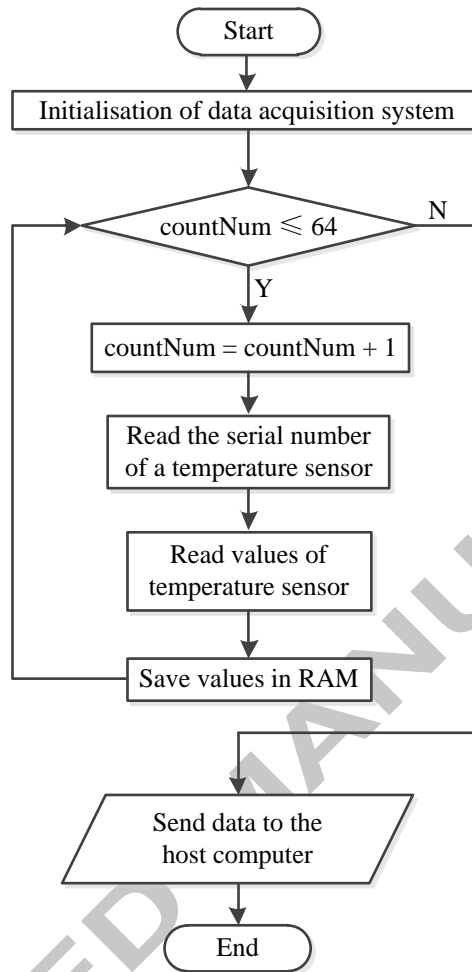 Start
Initialisation of data acquisition system
countNum ≤ 64
N
Y
countNum = countNum + 1
Read the serial number
of a temperature sensor
Read values of
temperature sensor
Save values in RAM
Send data to the
host computer
End